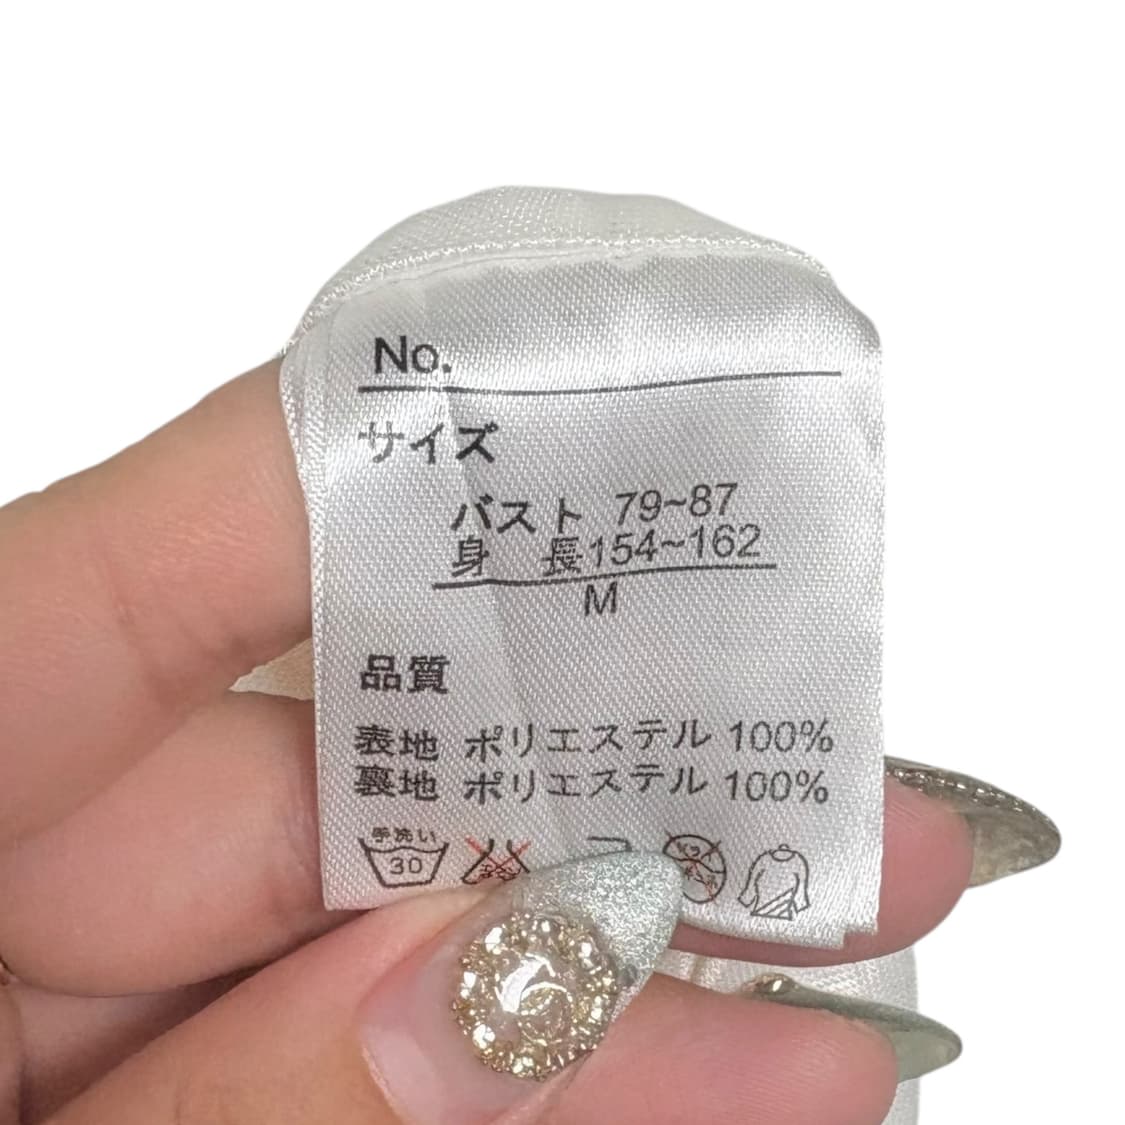 No.
サイズ
バスト 79~87
身 長154~162
M
品質
表地 ポリエステル 100%
裏地 ポリエステル 100%
手洗い
30